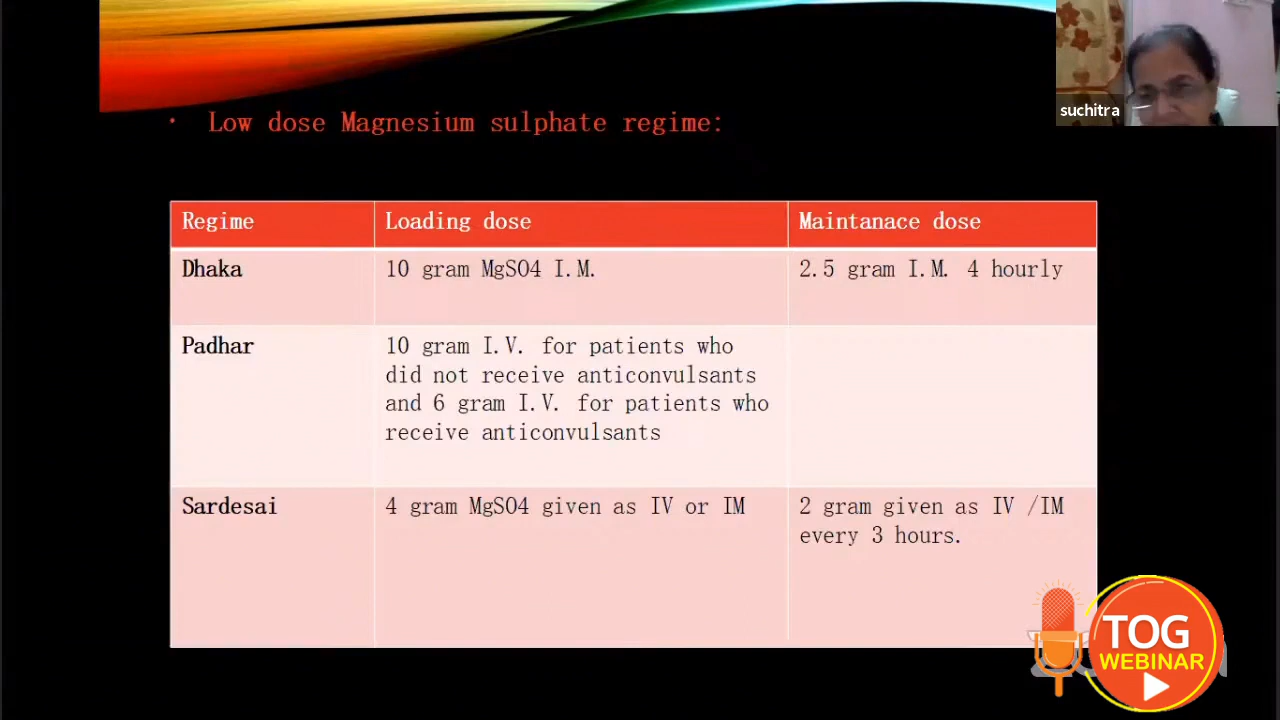 suchitra
• Low dose Magnesium sulphate regime:
Regime Loading dose Maintanace dose
Dhaka 10 gram MgSO4 I.M. 2.5 gram I.M. 4 hourly
Padhar 10 gram I.V. for patients who
did not receive anticonvulsants
and 6 gram I.V. for patients who
receive anticonvulsants
Sardesai 4 gram MgSO4 given as IV or IM 2 gram given as IV /IM
every 3 hours.
TOG
WEBINAR